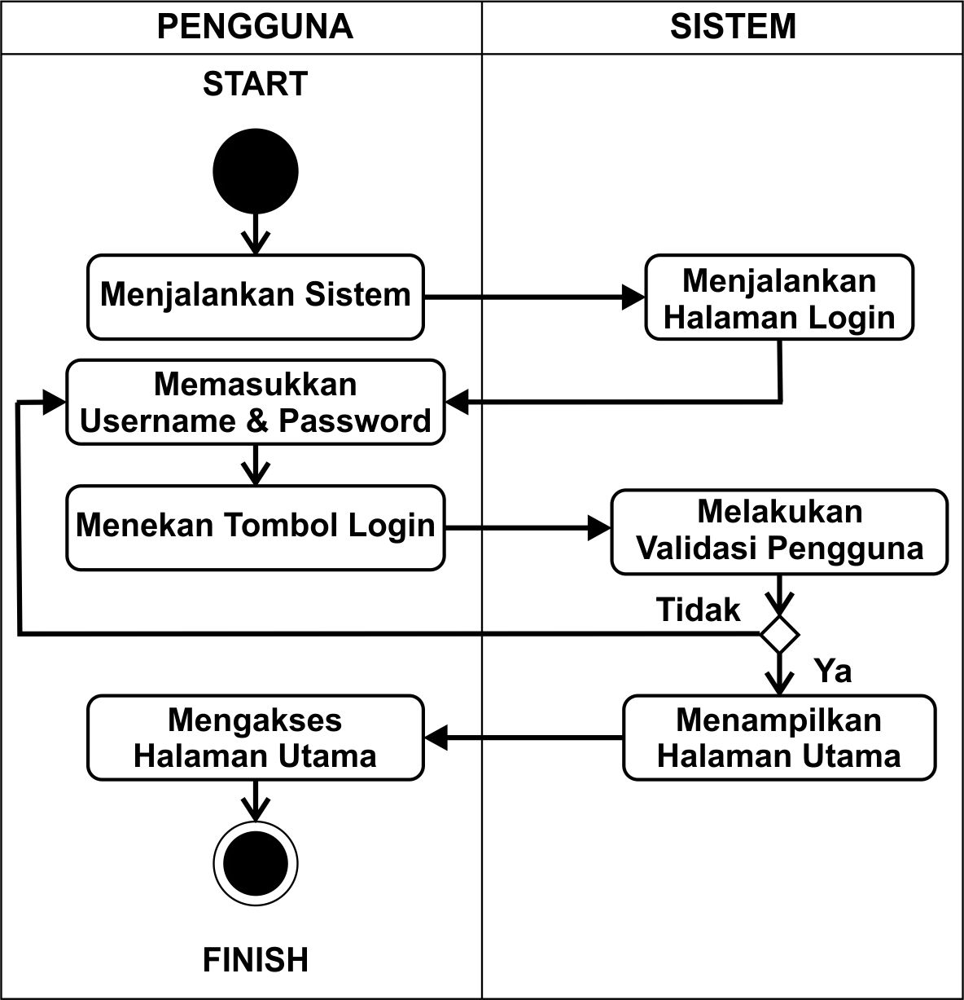 PENGGUNA
SISTEM
START
Menjalankan Sistem
Menjalankan
Halaman Login
Memasukkan
Username & Password
Menekan Tombol Login
Melakukan
Validasi Pengguna
Tidak
Ya
Mengakses
Halaman Utama
Menampilkan
Halaman Utama
FINISH